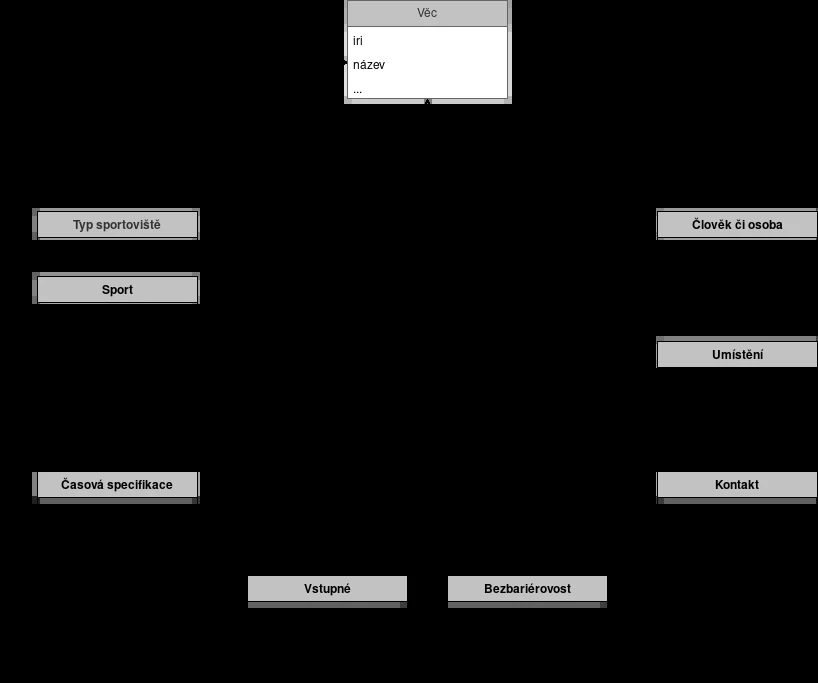 Věc
iri
název
...
Typ sportoviště
Člověk či osoba
Sport
Umístění
Časová specifikace
Kontakt
Vstupné
Bezbariérovost